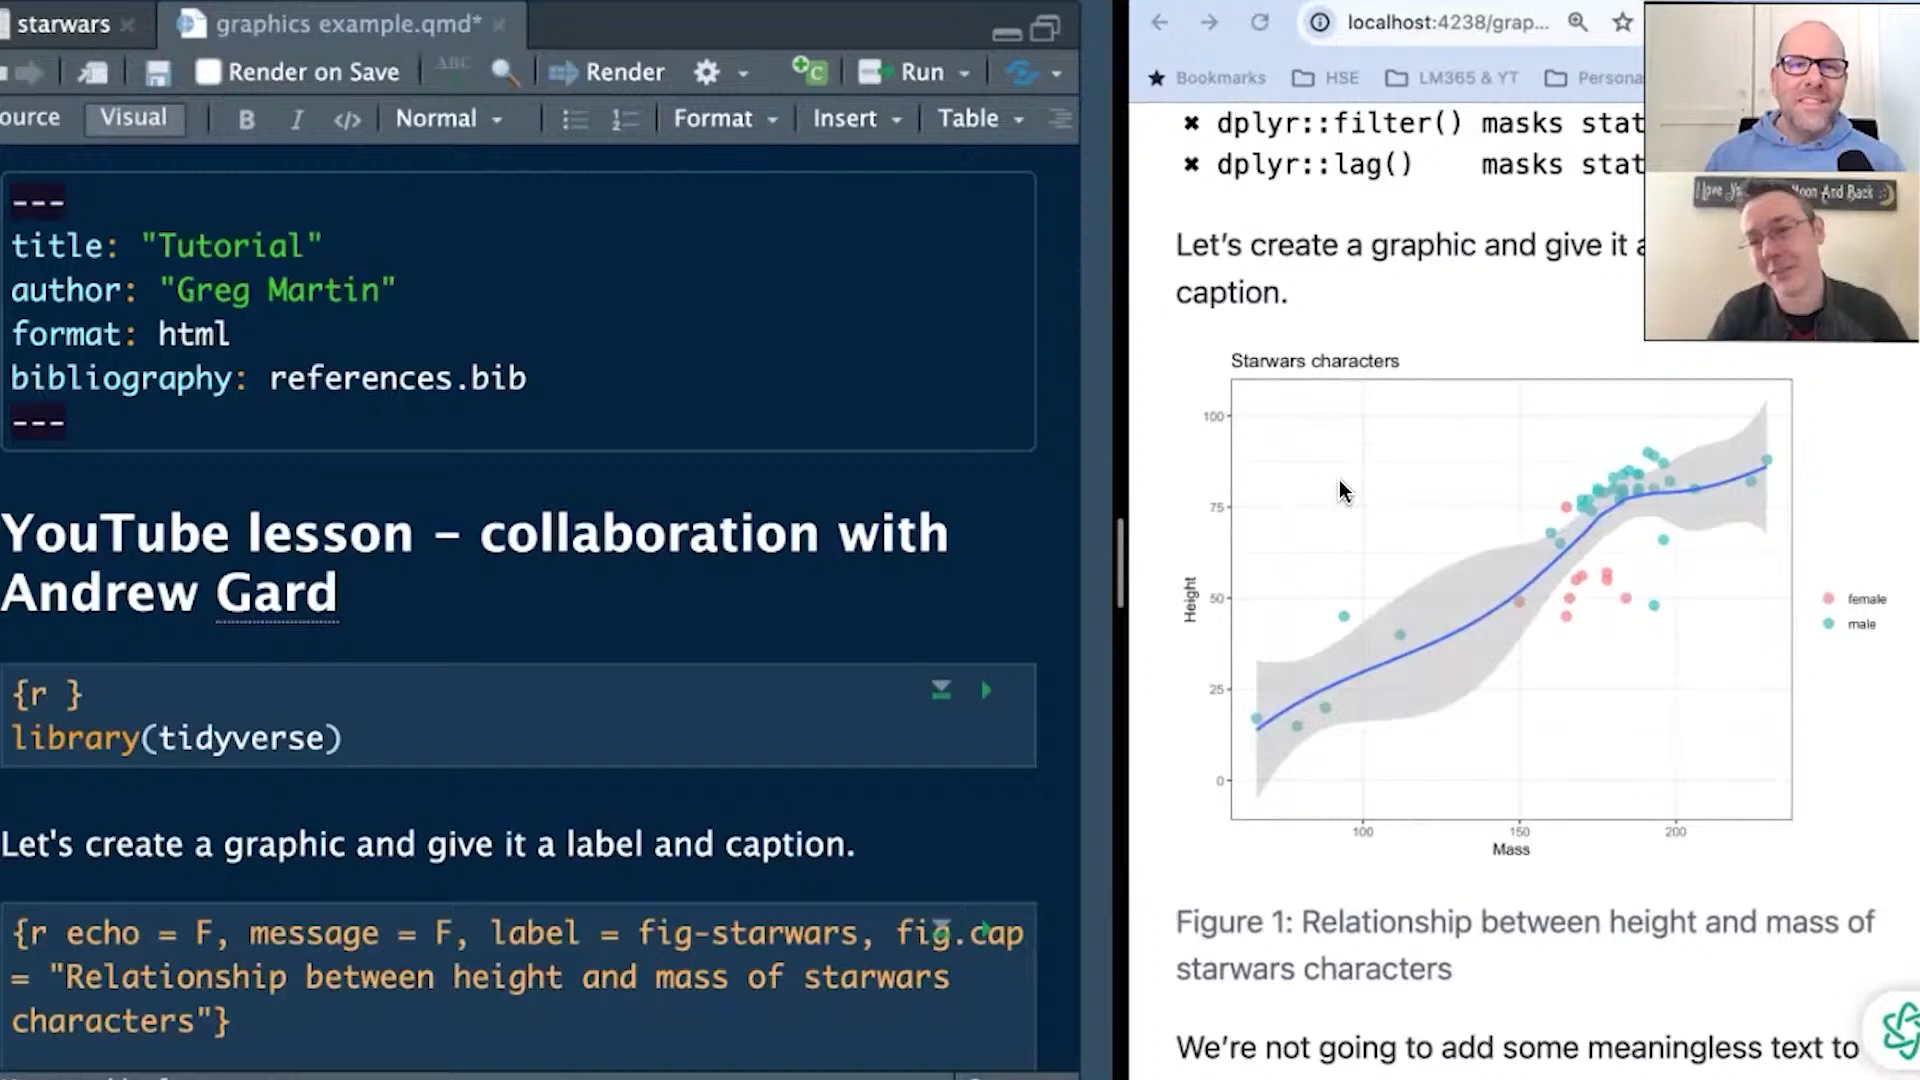 starwars
graphics example.qmd*
Render on Save
ABC
Render
Run
ource
Visual
B
I
</>
Normal
Format
Insert
Table
---
title: "Tutorial"
author: "Greg Martin"
format: html
bibliography: references.bib
---
YouTube lesson - collaboration with
Andrew Gard
{r }
library(tidyverse)
Let's create a graphic and give it a label and caption.
{r echo = F, message = F, label = fig-starwars, fig.cap
= "Relationship between height and mass of starwars
characters"}
localhost:4238/grap...
Bookmarks
HSE
LM365 & YT
Persona
✖ dplyr::filter() masks stat
✖ dplyr::lag() masks stat
Let's create a graphic and give it a
caption.
I love Yo
Moon And Back
Starwars characters
100
75
50
25
0
Height
100
150
200
Mass
female
male
Figure 1: Relationship between height and mass of
starwars characters
We're not going to add some meaningless text to